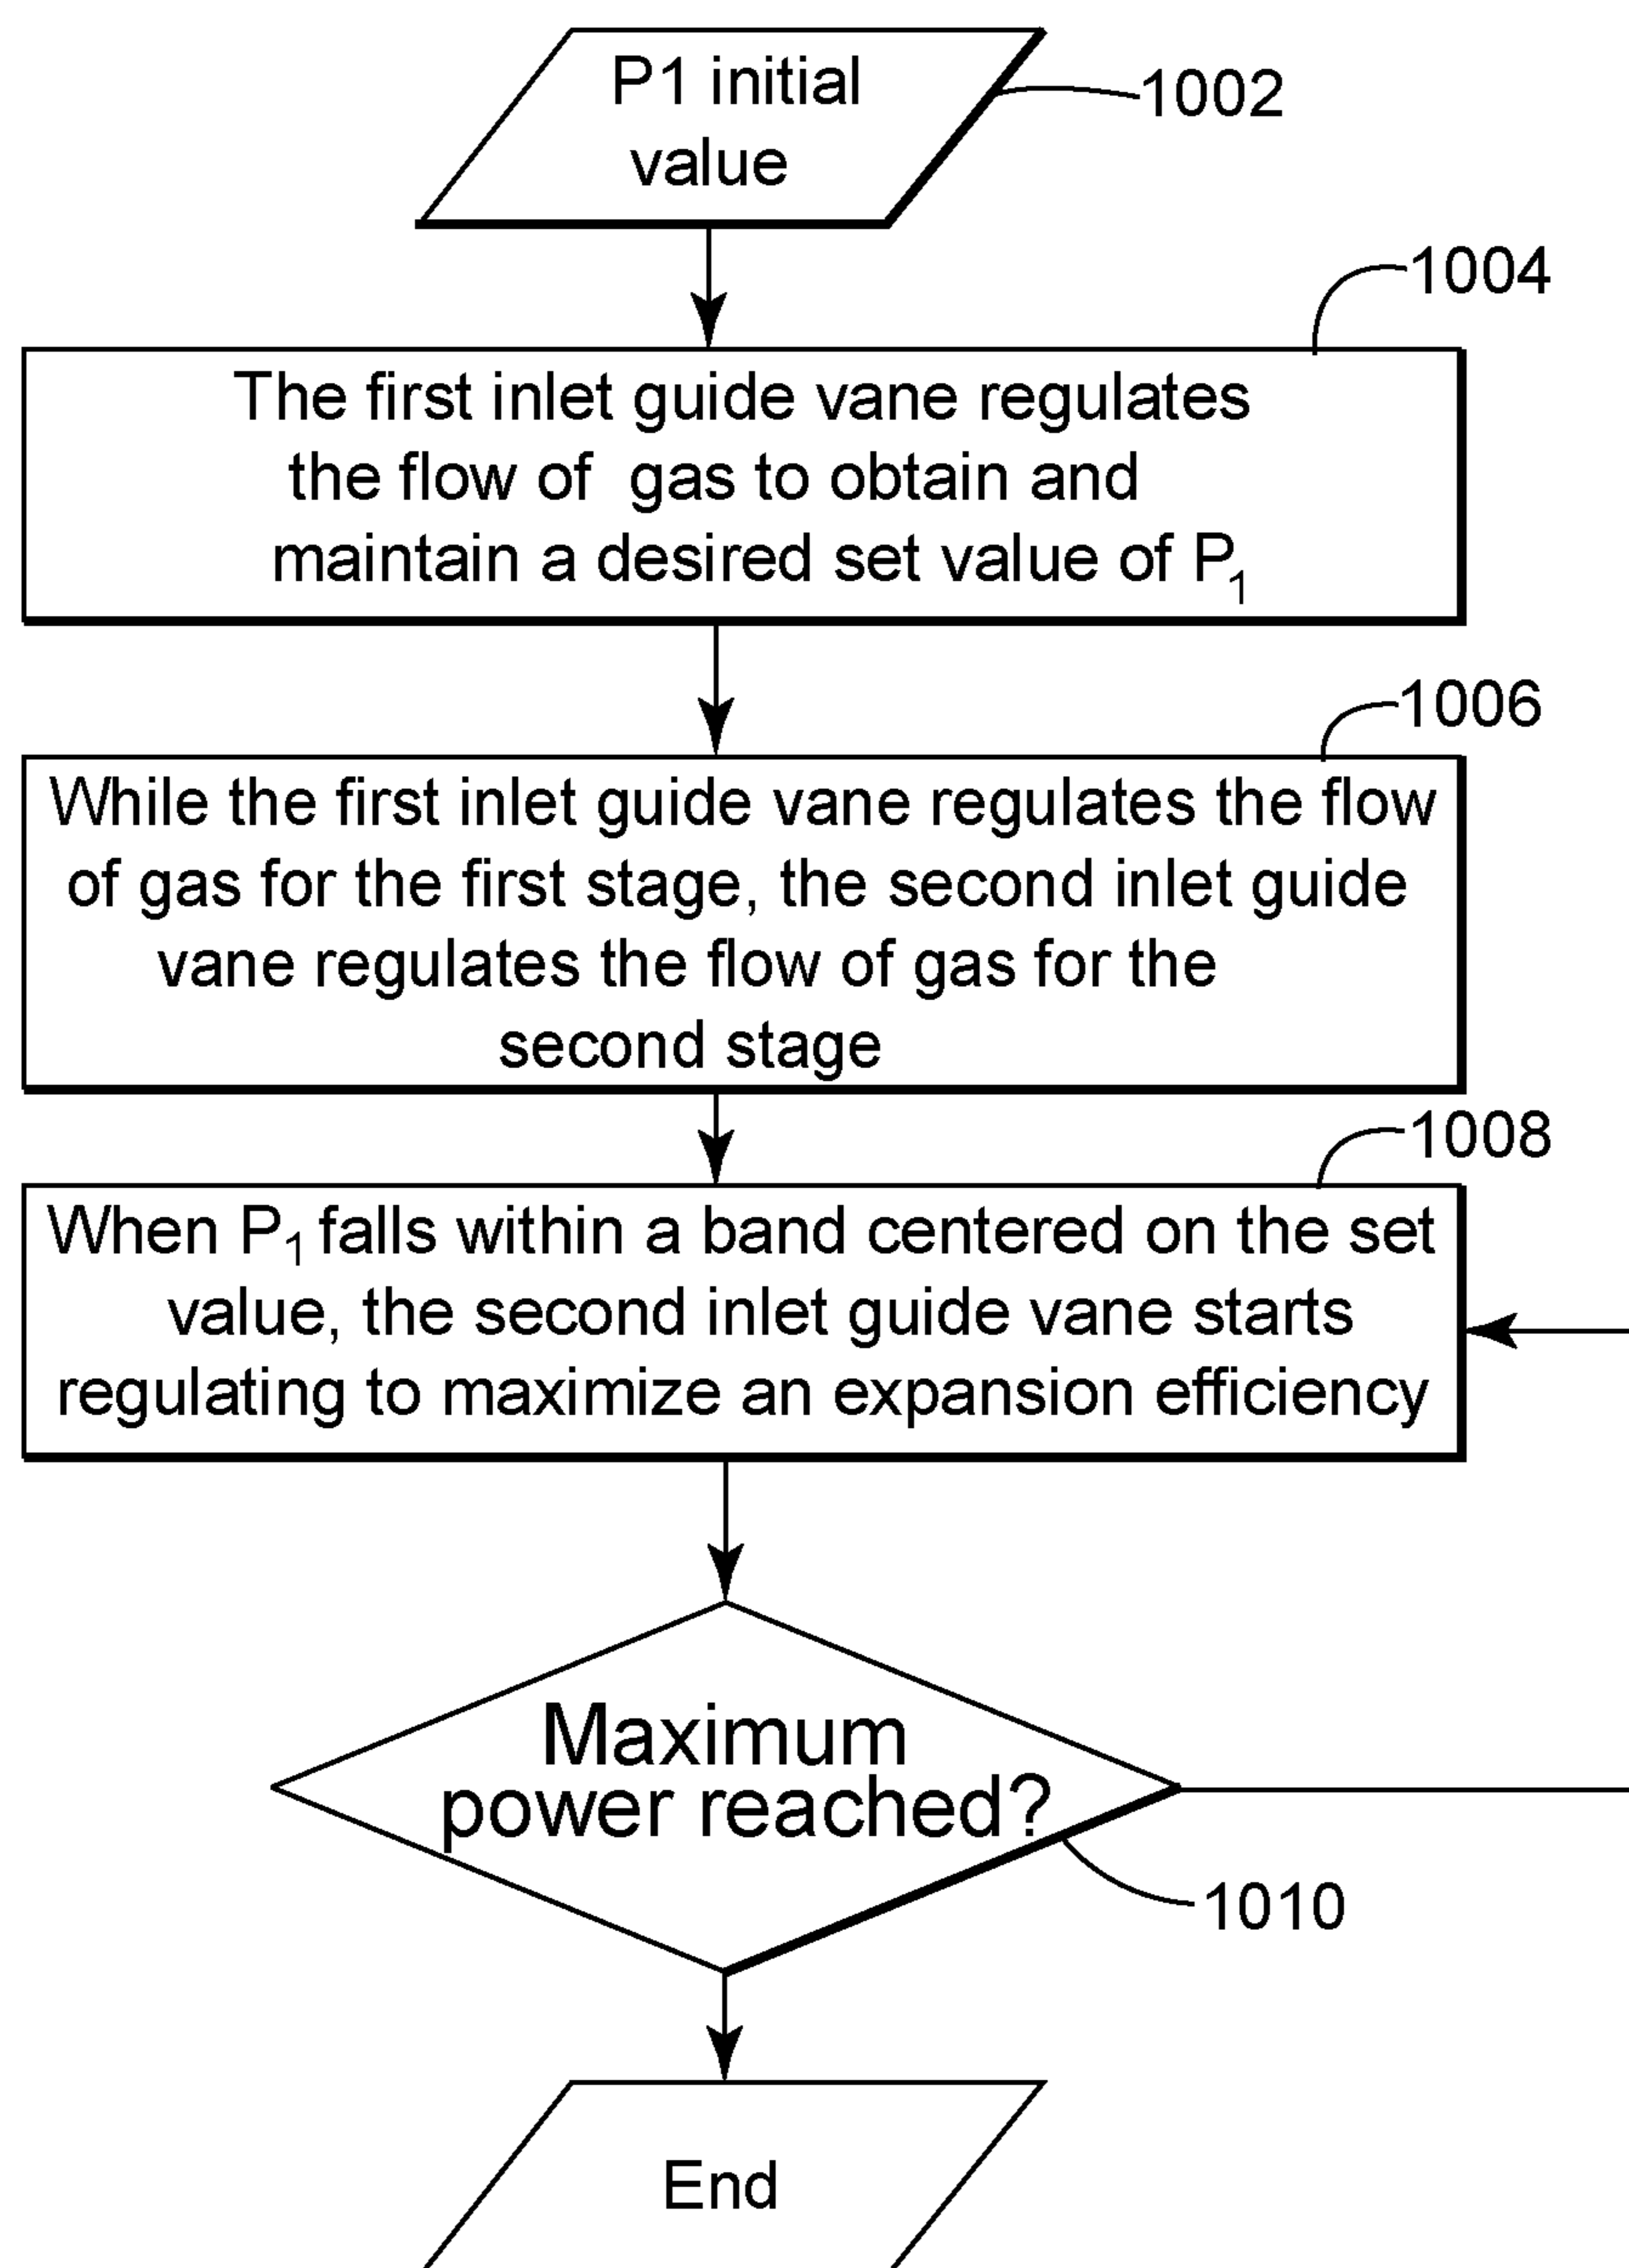 P1 initial
value
1002
1004
The first inlet guide vane regulates
the flow of gas to obtain and
maintain a desired set value of P₁
1006
While the first inlet guide vane regulates the flow
of gas for the first stage, the second inlet guide
vane regulates the flow of gas for the
second stage
1008
When P₁ falls within a band centered on the set
value, the second inlet guide vane starts
regulating to maximize an expansion efficiency
Maximum
power reached?
1010
End